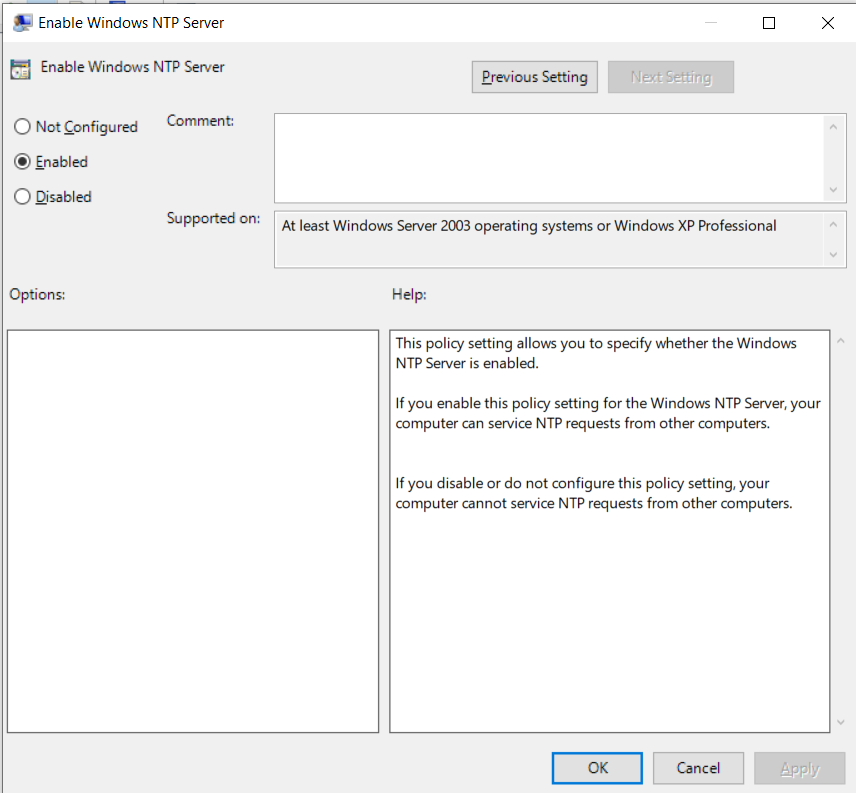 Enable Windows NTP Server
Enable Windows NTP Server
Previous Setting
Next Setting
Not Configured
Enabled
Disabled
Comment:
Supported on:
At least Windows Server 2003 operating systems or Windows XP Professional
Options:
Help:
This policy setting allows you to specify whether the Windows
NTP Server is enabled.
If you enable this policy setting for the Windows NTP Server, your
computer can service NTP requests from other computers.
If you disable or do not configure this policy setting, your
computer cannot service NTP requests from other computers.
OK
Cancel
Apply